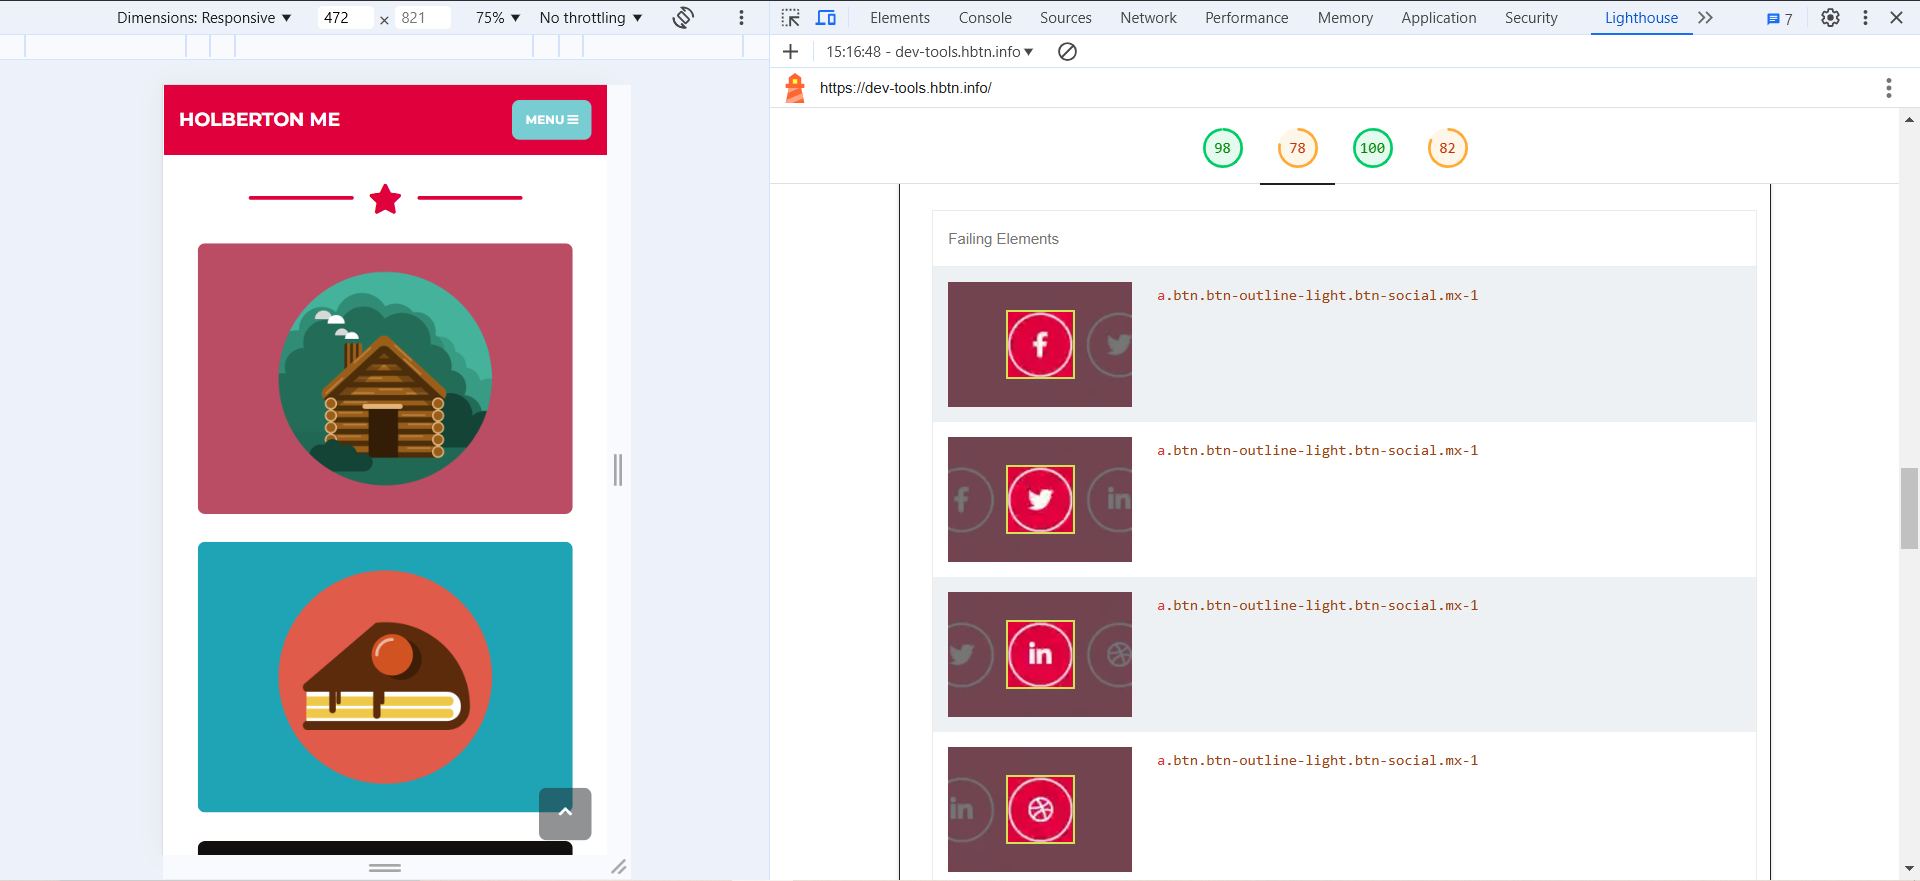 Dimensions: Responsive 472 × 821 75% No throttling
Elements Console Sources Network Performance Memory Application Security Lighthouse 7
15:16:48 - dev-tools.hbtn.info
https://dev-tools.hbtn.info/
98 78 100 82
HOLBERTON ME
MENU
Failing Elements
a.btn.btn-outline-light.btn-social.mx-1
a.btn.btn-outline-light.btn-social.mx-1
a.btn.btn-outline-light.btn-social.mx-1
a.btn.btn-outline-light.btn-social.mx-1